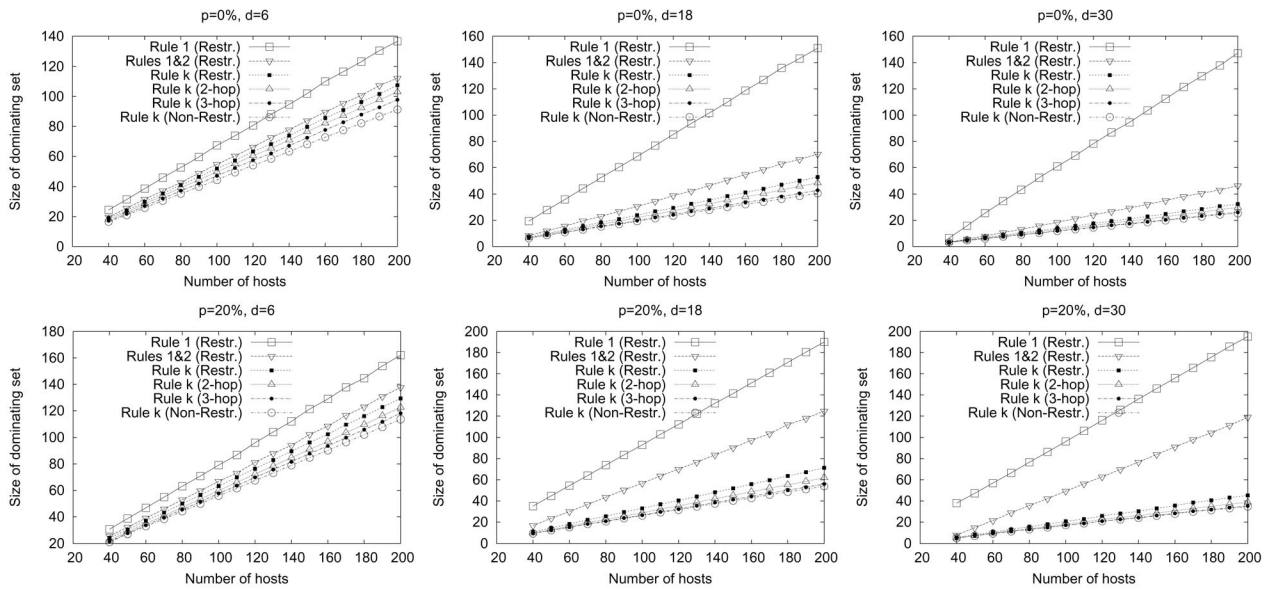 p=0%, d=6
Size of dominating set
140
120
100
80
60
40
20
0
Rule 1 (Restr.)
Rules 1&2 (Restr.)
Rule k (Restr.)
Rule k (2-hop)
Rule k (3-hop)
Rule k (Non-Restr.)
20 40 60 80 100 120 140 160 180 200
Number of hosts
p=0%, d=18
Size of dominating set
160
140
120
100
80
60
40
20
0
Rule 1 (Restr.)
Rules 1&2 (Restr.)
Rule k (Restr.)
Rule k (2-hop)
Rule k (3-hop)
Rule k (Non-Restr.)
20 40 60 80 100 120 140 160 180 200
Number of hosts
p=0%, d=30
Size of dominating set
160
140
120
100
80
60
40
20
0
Rule 1 (Restr.)
Rules 1&2 (Restr.)
Rule k (Restr.)
Rule k (2-hop)
Rule k (3-hop)
Rule k (Non-Restr.)
20 40 60 80 100 120 140 160 180 200
Number of hosts
p=20%, d=6
Size of dominating set
180
160
140
120
100
80
60
40
20
0
Rule 1 (Restr.)
Rules 1&2 (Restr.)
Rule k (Restr.)
Rule k (2-hop)
Rule k (3-hop)
Rule k (Non-Restr.)
20 40 60 80 100 120 140 160 180 200
Number of hosts
p=20%, d=18
Size of dominating set
200
180
160
140
120
100
80
60
40
20
0
Rule 1 (Restr.)
Rules 1&2 (Restr.)
Rule k (Restr.)
Rule k (2-hop)
Rule k (3-hop)
Rule k (Non-Restr.)
20 40 60 80 100 120 140 160 180 200
Number of hosts
p=20%, d=30
Size of dominating set
200
180
160
140
120
100
80
60
40
20
0
Rule 1 (Restr.)
Rules 1&2 (Restr.)
Rule k (Restr.)
Rule k (2-hop)
Rule k (3-hop)
Rule k (Non-Restr.)
20 40 60 80 100 120 140 160 180 200
Number of hosts